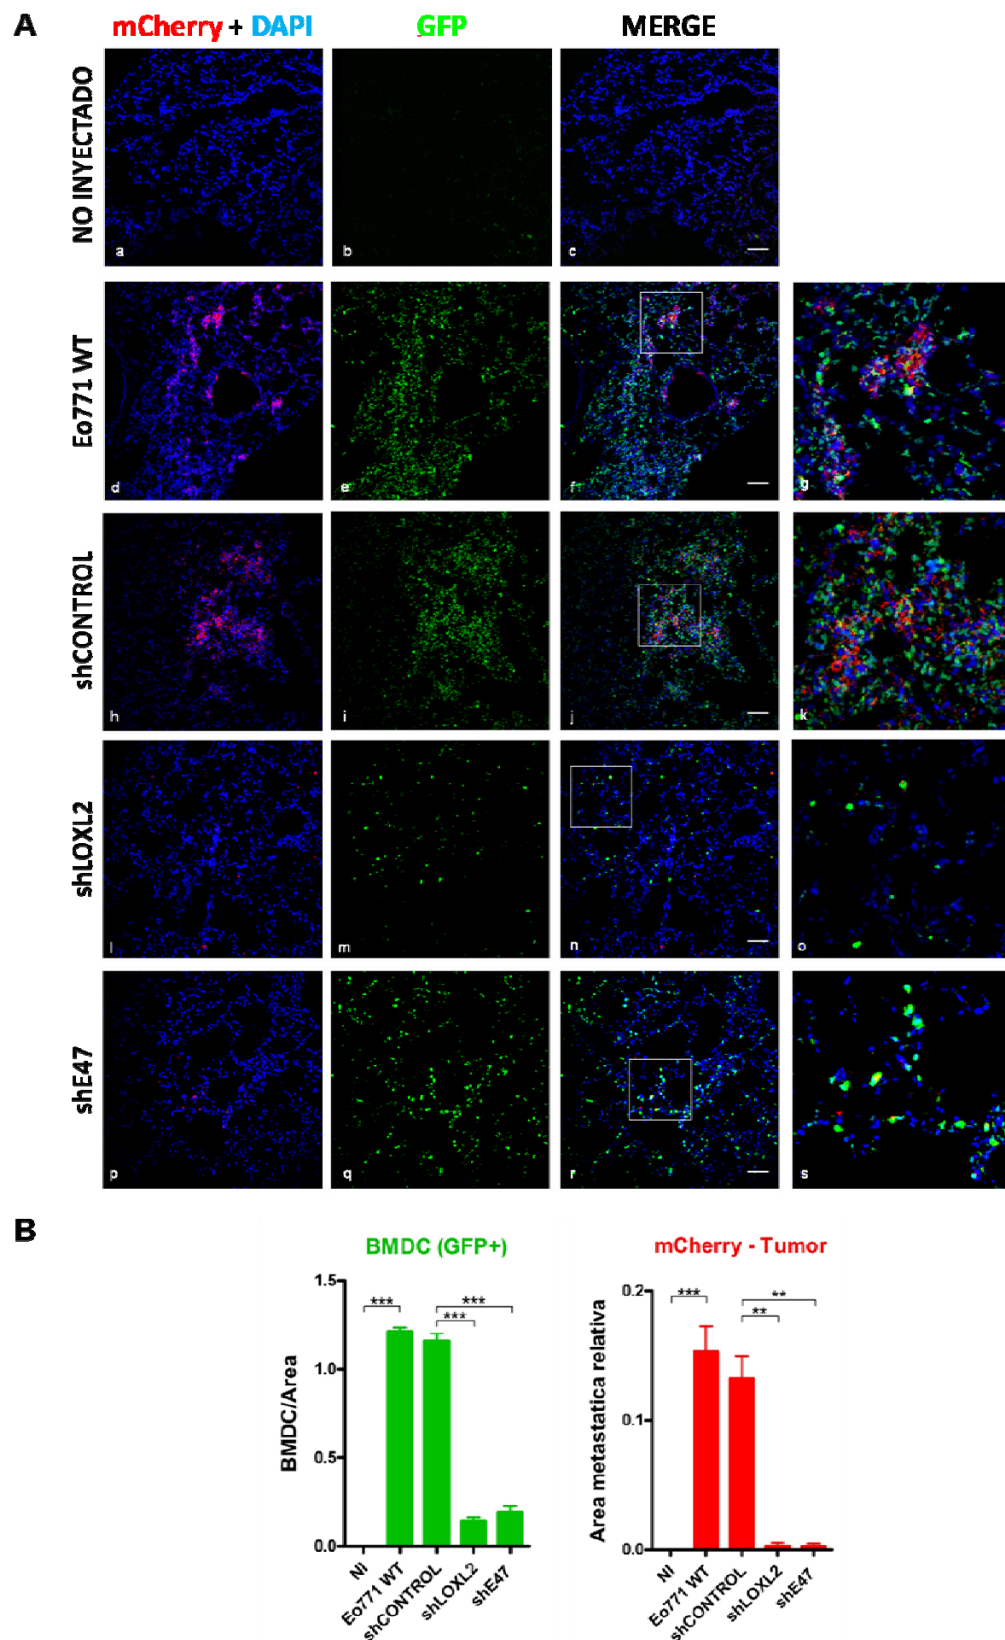 A
mCherry + DAPI
GFP
MERGE
NO INYECTADO
a
b
c
Eo771 WT
d
e
f
g
shCONTROL
h
i
j
k
shLOXL2
l
m
n
o
shE47
p
q
r
s
B
BMDC (GFP+)
BMDC/Area
1.5
1.0
0.5
0.0
***
***
***
NI
Eo771 WT
shCONTROL
shLOXL2
shE47
mCherry - Tumor
Area metastatica relativa
0.2
0.1
0.0
***
**
**
NI
Eo771 WT
shCONTROL
shLOXL2
shE47